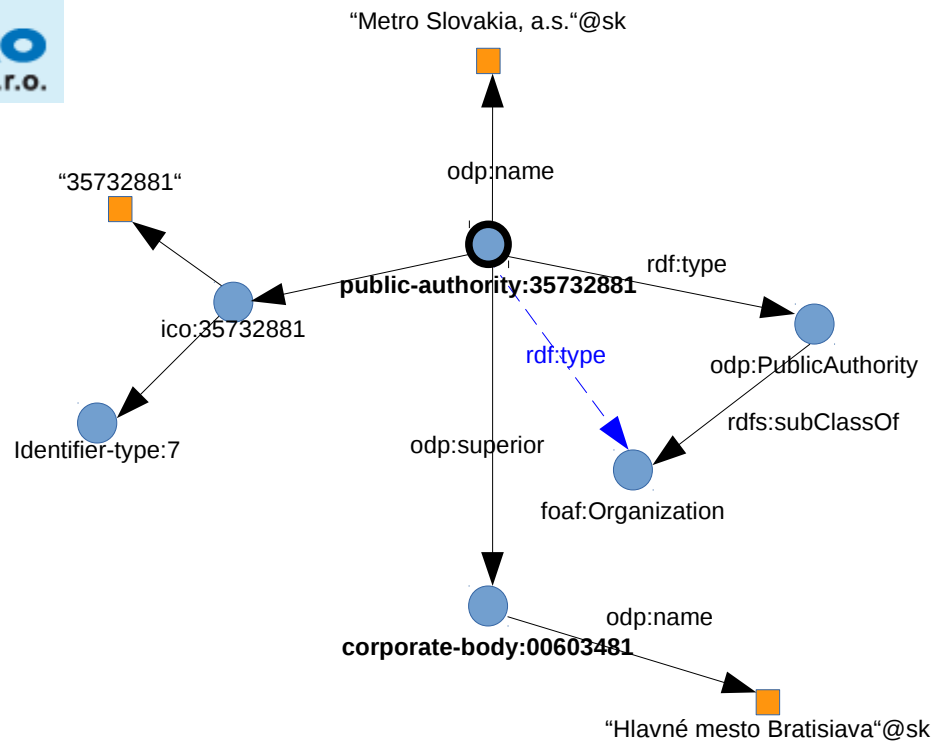 “Metro Slovakia, a.s.“@sk
o
.r.o.
odp:name
“35732881“
rdf:type
public-authority:35732881
ico:35732881
rdf:type
odp:PublicAuthority
rdfs:subClassOf
odp:superior
Identifier-type:7
foaf:Organization
odp:name
corporate-body:00603481
“Hlavné mesto Bratisiava“@sk